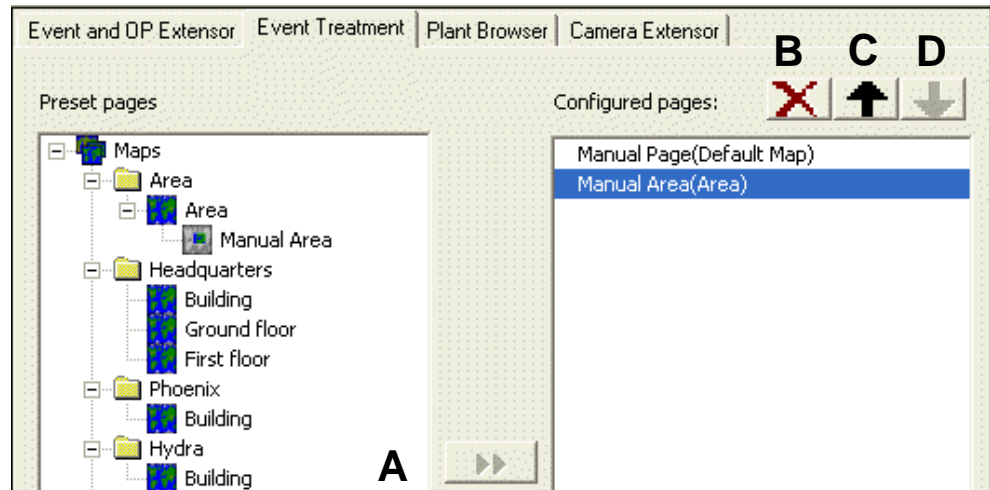 Event and OP Extensor Event Treatment Plant Browser Camera Extensor
B C D
Preset pages
Configured pages:
Maps
Area
Area
Manual Area
Headquarters
Building
Ground floor
First floor
Phoenix
Building
Hydra
Building
Manual Page(Default Map)
Manual Area(Area)
A